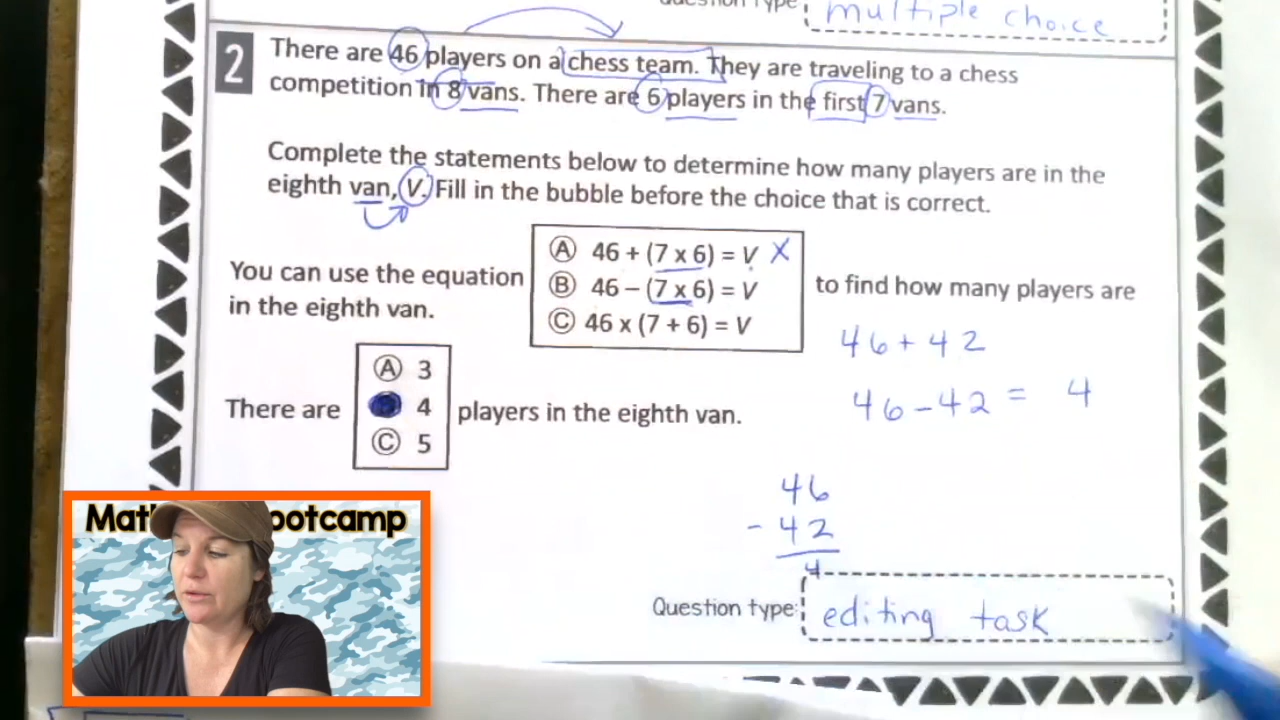 multiple choice
2
There are 46 players on a chess team. They are traveling to a chess
competition in 8 vans. There are 6 players in the first 7 vans.
Complete the statements below to determine how many players are in the
eighth van, V. Fill in the bubble before the choice that is correct.
You can use the equation
in the eighth van.
A 46 + (7 x 6) = V X
B 46 – (7 x 6) = V
C 46 x (7 + 6) = V
to find how many players are
46 + 42
46 - 42 = 4
There are
A 3
4
C 5
players in the eighth van.
46
- 42
4
Question type: editing task
Mat ootcamp